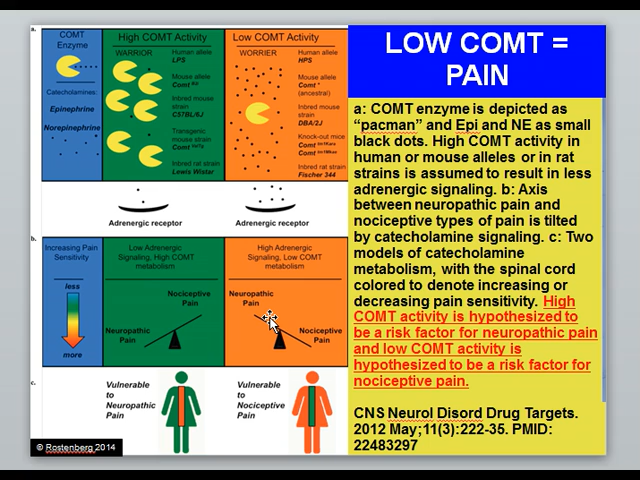 a.
COMT
Enzyme
Catecholamines:
Epinephrine
Norepinephrine
High COMT Activity
WARRIOR
Human allele
LPS
Mouse allele
Inbred mouse
strain
C57BL/6J
Transgenic
mouse strain
Inbred rat strain
Lewis Wistar
Low COMT Activity
WORRIER
Human allele
HPS
Mouse allele
Comt +
(ancestral)
Inbred mouse
strain
DBA/2J
Knock-out mice
Inbred rat strain
Fischer 344
Adrenergic receptor
Adrenergic receptor
b.
Increasing Pain
Sensitivity
less
more
Low Adrenergic
Signaling, High COMT
metabolism
Nociceptive
Pain
Neuropathic
Pain
High Adrenergic
Signaling, Low COMT
metabolism
Neuropathic
Pain
Nociceptive
Pain
c.
Vulnerable
to
Neuropathic
Pain
Vulnerable
to
Nociceptive
Pain
© Rostenberg 2014
LOW COMT =
PAIN
a: COMT enzyme is depicted as
“pacman” and Epi and NE as small
black dots. High COMT activity in
human or mouse alleles or in rat
strains is assumed to result in less
adrenergic signaling. b: Axis
between neuropathic pain and
nociceptive types of pain is tilted
by catecholamine signaling. c: Two
models of catecholamine
metabolism, with the spinal cord
colored to denote increasing or
decreasing pain sensitivity. High
COMT activity is hypothesized to
be a risk factor for neuropathic pain
and low COMT activity is
hypothesized to be a risk factor for
nociceptive pain.
CNS Neurol Disord Drug Targets.
2012 May;11(3):222-35. PMID:
22483297